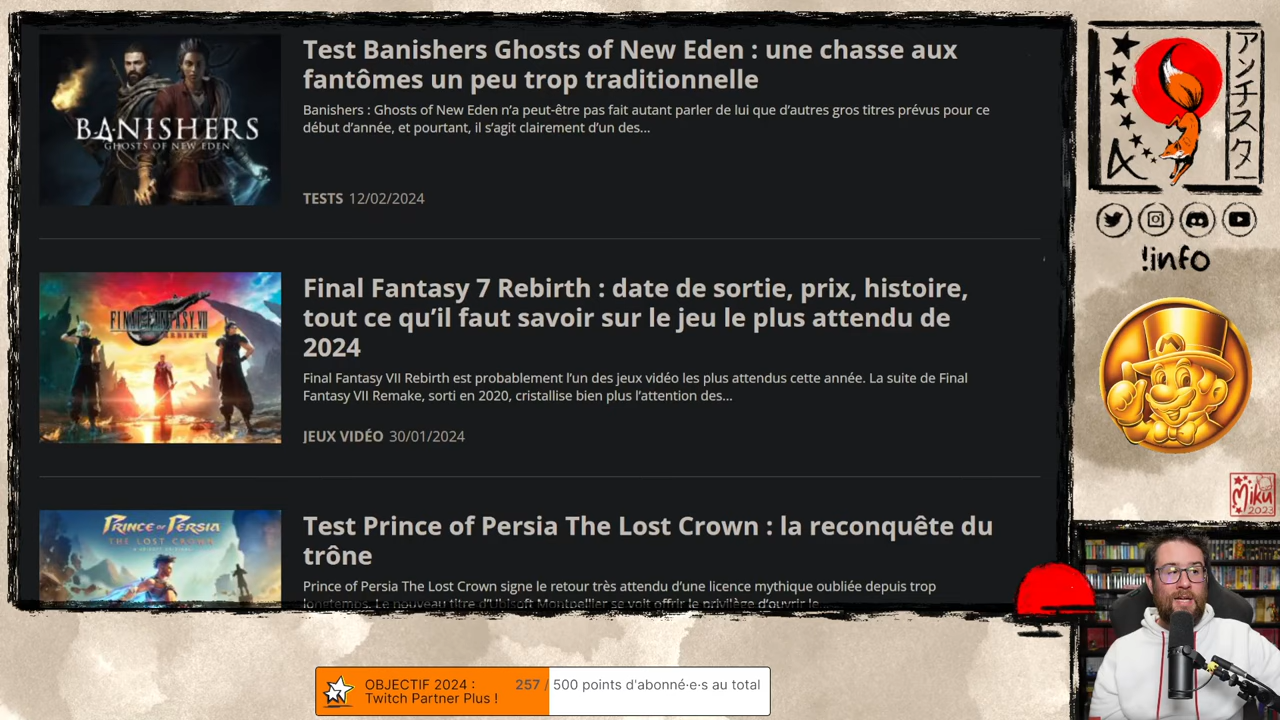 BANISHERS
GHOSTS OF NEW EDEN
Test Banishers Ghosts of New Eden : une chasse aux
fantômes un peu trop traditionnelle
Banishers : Ghosts of New Eden n'a peut-être pas fait autant parler de lui que d'autres gros titres prévus pour ce
début d'année, et pourtant, il s'agit clairement d'un des...
TESTS 12/02/2024
FINAL FANTASY VII
REBIRTH
Final Fantasy 7 Rebirth : date de sortie, prix, histoire,
tout ce qu'il faut savoir sur le jeu le plus attendu de
2024
Final Fantasy VII Rebirth est probablement l'un des jeux vidéo les plus attendus cette année. La suite de Final
Fantasy VII Remake, sorti en 2020, cristallise bien plus l'attention des...
JEUX VIDÉO 30/01/2024
PRINCE OF PERSIA
THE LOST CROWN
Test Prince of Persia The Lost Crown : la reconquête du
trône
Prince of Persia The Lost Crown signe le retour très attendu d'une licence mythique oubliée depuis trop
longtemps. Le nouveau titre d'Ubisoft Montpellier se voit offrir le privilège d'ouvrir le...
アンチスター
!info
M
Miku
2023
OBJECTIF 2024 :
Twitch Partner Plus !
257 / 500 points d'abonné·e·s au total